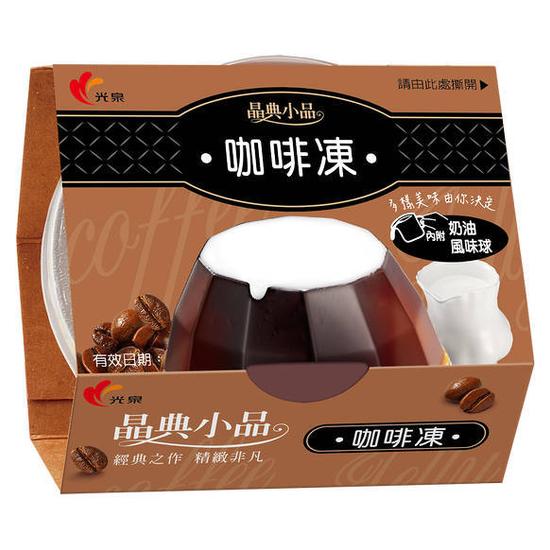 光泉
請由此處撕開▶
晶典小品
·咖啡凍·
多樣美味由你決定
內附
奶油
風味球
coffee
有效日期：
光泉
晶典小品
經典之作 精緻非凡
·咖啡凍·